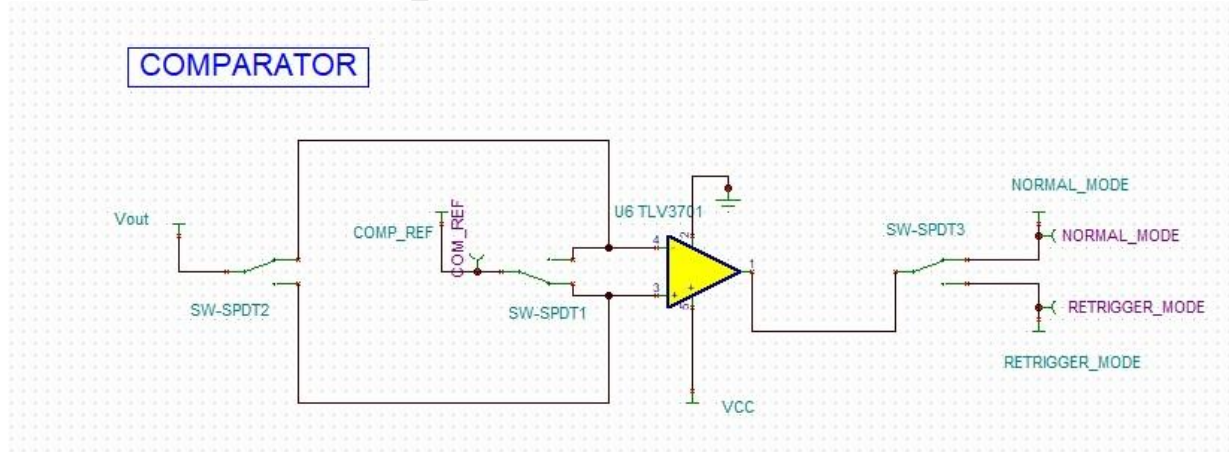 COMPARATOR
Vout
SW-SPDT2
COMP_REF
COM_REF
SW-SPDT1
U6 TLV3701
4
3
2
5
1
-
+
+
VCC
SW-SPDT3
NORMAL_MODE
NORMAL_MODE
RETRIGGER_MODE
RETRIGGER_MODE